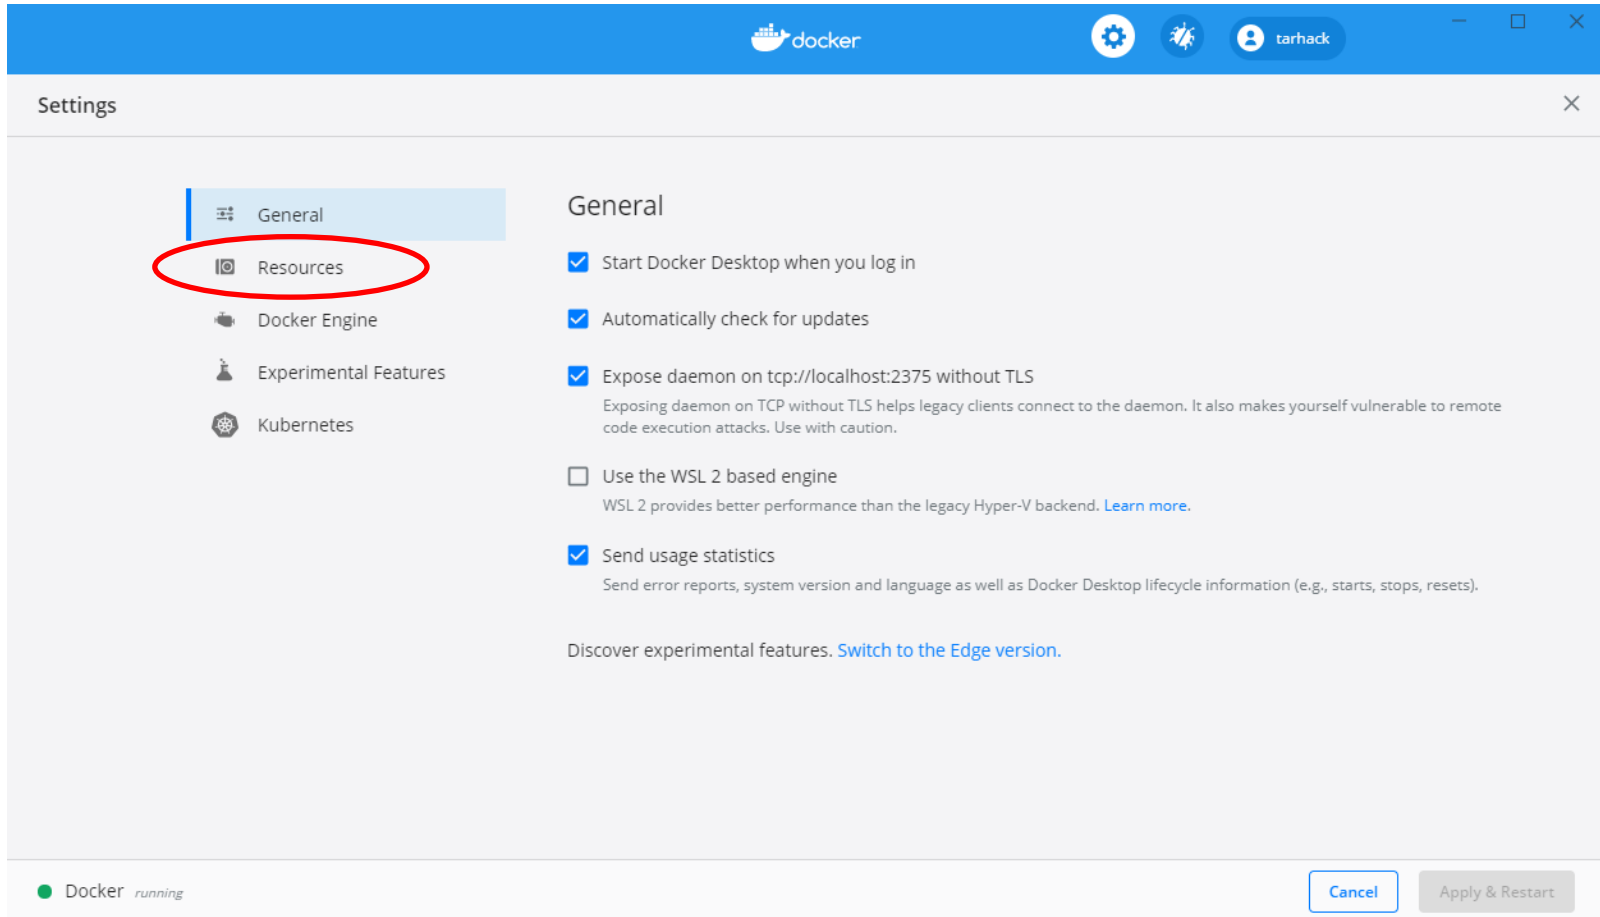 docker
tarhack
Settings
General
Resources
Docker Engine
Experimental Features
Kubernetes
General
Start Docker Desktop when you log in
Automatically check for updates
Expose daemon on tcp://localhost:2375 without TLS
Exposing daemon on TCP without TLS helps legacy clients connect to the daemon. It also makes yourself vulnerable to remote
code execution attacks. Use with caution.
Use the WSL 2 based engine
WSL 2 provides better performance than the legacy Hyper-V backend. Learn more.
Send usage statistics
Send error reports, system version and language as well as Docker Desktop lifecycle information (e.g., starts, stops, resets).
Discover experimental features. Switch to the Edge version.
Docker running
Cancel
Apply & Restart